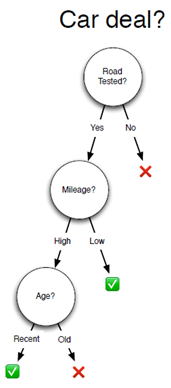 Car deal?
Road
Tested?
Yes No
Mileage?
High Low
Age?
Recent Old